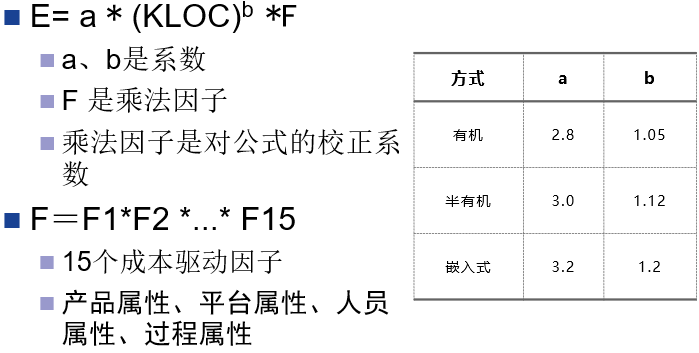 E= a * (KLOC)b *F
a、b是系数
F 是乘法因子
乘法因子是对公式的校正系
数
F＝F1*F2 *...* F15
15个成本驱动因子
产品属性、平台属性、人员
属性、过程属性
方式 a b
有机 2.8 1.05
半有机 3.0 1.12
嵌入式 3.2 1.2